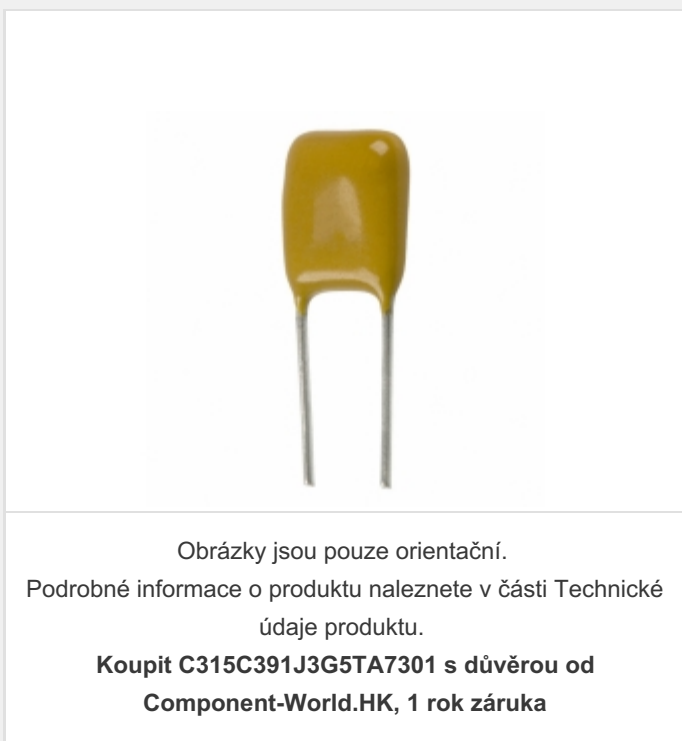 Obrázky jsou pouze orientační.
Podrobné informace o produktu naleznete v části Technické
údaje produktu.
Koupit C315C391J3G5TA7301 s důvěrou od
Component-World.HK, 1 rok záruka